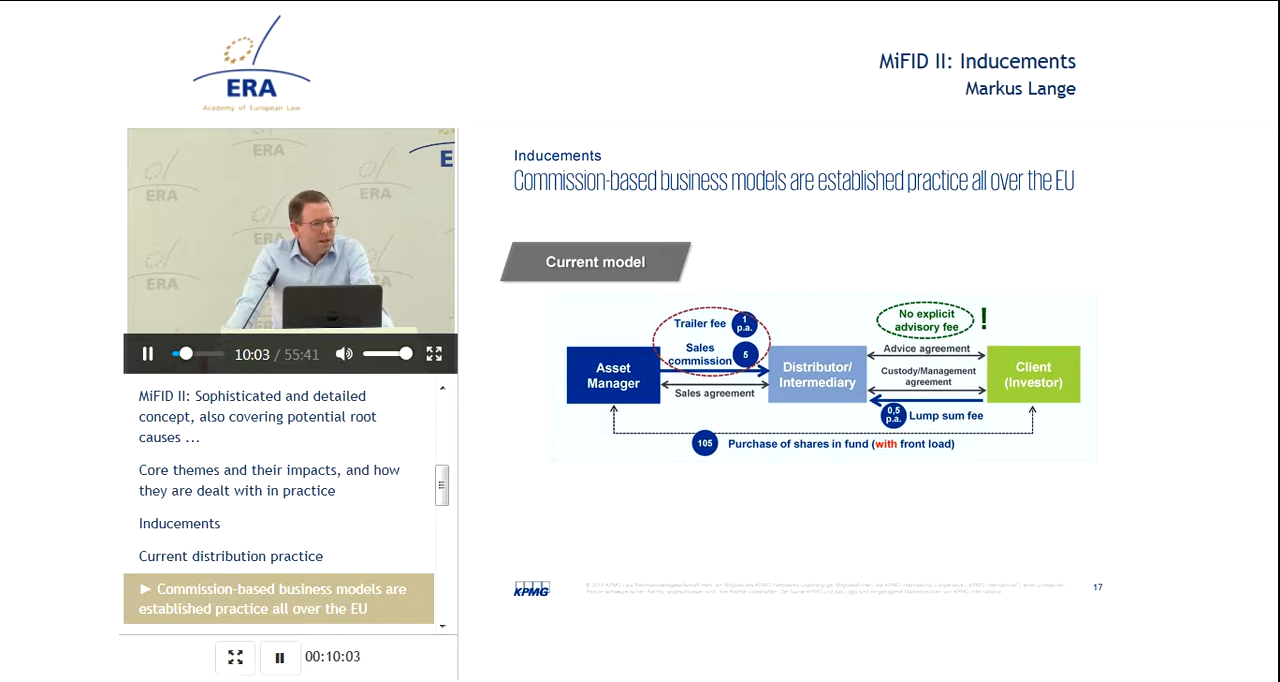 ERA
Academy of European Law
MiFID II: Inducements
Markus Lange
ERA
ERA
ERA
ERA
ERA
E
10:03 / 55:41
MiFID II: Sophisticated and detailed
concept, also covering potential root
causes ...
Core themes and their impacts, and how
they are dealt with in practice
Inducements
Current distribution practice
► Commission-based business models are
established practice all over the EU
00:10:03
Inducements
Commission-based business models are established practice all over the EU
Current model
Trailer fee
1
p.a.
Sales
commission
5
No explicit
advisory fee
!
Asset
Manager
Sales agreement
Distributor/
Intermediary
Advice agreement
Custody/Management
agreement
0,5
p.a.
Lump sum fee
Client
(Investor)
105
Purchase of shares in fund (with front load)
KPMG
17